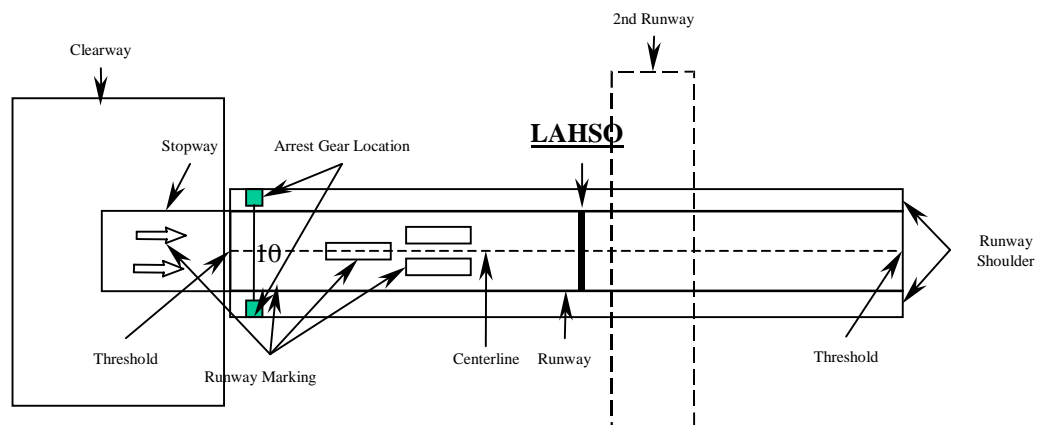 2nd Runway
Clearway
LAHSO
Stopway
Arrest Gear Location
10
Runway
Shoulder
Threshold
Runway Marking
Centerline
Runway
Threshold